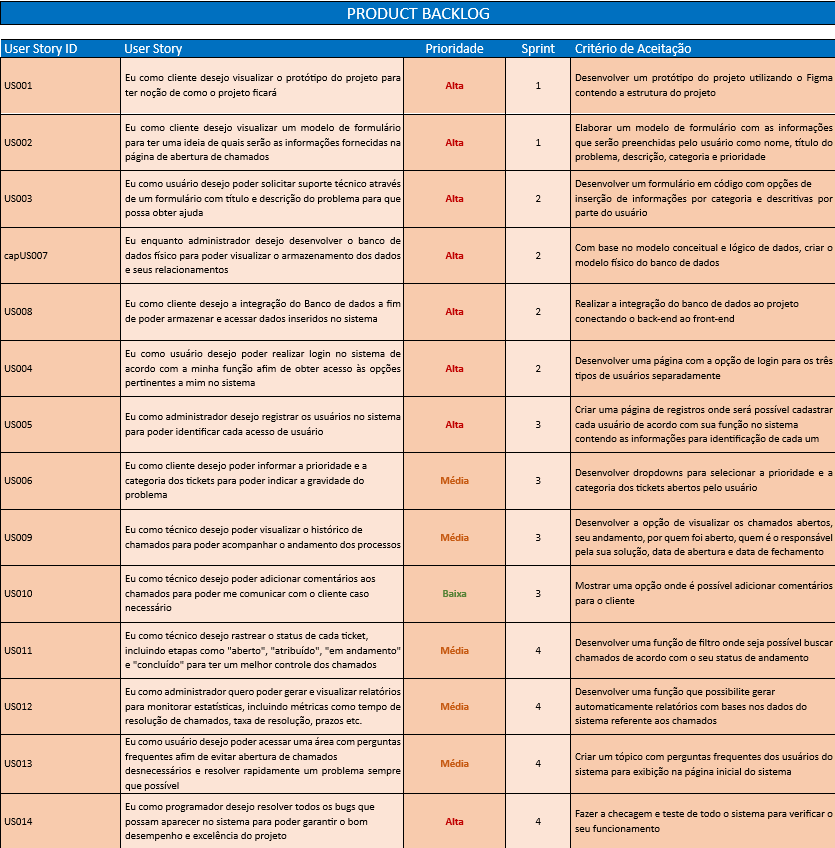 PRODUCT BACKLOG
User Story ID User Story Prioridade Sprint Critério de Aceitação
US001
Eu como cliente desejo visualizar o protótipo do projeto para
ter noção de como o projeto ficará
Alta
1
Desenvolver um protótipo do projeto utilizando o Figma
contendo a estrutura do projeto
US002
Eu como cliente desejo visualizar um modelo de formulário
para ter uma ideia de quais serão as informações fornecidas na
página de abertura de chamados
Alta
1
Elaborar um modelo de formulário com as informações
que serão preenchidas pelo usuário como nome, título do
problema, descrição, categoria e prioridade
US003
Eu como usuário desejo poder solicitar suporte técnico através
de um formulário com título e descrição do problema para que
possa obter ajuda
Alta
2
Desenvolver um formulário em código com opções de
inserção de informações por categoria e descritivas por
parte do usuário
capUS007
Eu enquanto administrador desejo desenvolver o banco de
dados físico para poder visualizar o armazenamento dos dados
e seus relacionamentos
Alta
2
Com base no modelo conceitual e lógico de dados, criar o
modelo físico do banco de dados
US008
Eu como cliente desejo a integração do Banco de dados a fim
de poder armazenar e acessar dados inseridos no sistema
Alta
2
Realizar a integração do banco de dados ao projeto
conectando o back-end ao front-end
US004
Eu como usuário desejo poder realizar login no sistema de
acordo com a minha função afim de obter acesso às opções
pertinentes a mim no sistema
Alta
2
Desenvolver uma página com a opção de login para os três
tipos de usuários separadamente
US005
Eu como administrador desejo registrar os usuários no sistema
para poder identificar cada acesso de usuário
Alta
3
Criar uma página de registros onde será possível cadastrar
cada usuário de acordo com sua função no sistema
contendo as informações para identificação de cada um
US006
Eu como cliente desejo poder informar a prioridade e a
categoria dos tickets para poder indicar a gravidade do
problema
Média
3
Desenvolver dropdowns para selecionar a prioridade e a
categoria dos tickets abertos pelo usuário
US009
Eu como técnico desejo poder visualizar o histórico de
chamados para poder acompanhar o andamento dos processos
Média
3
Desenvolver a opção de visualizar os chamados abertos,
seu andamento, por quem foi aberto, quem é o responsável
pela sua solução, data de abertura e data de fechamento
US010
Eu como técnico desejo poder adicionar comentários aos
chamados para poder me comunicar com o cliente caso
necessário
Baixa
3
Mostrar uma opção onde é possível adicionar comentários
para o cliente
US011
Eu como técnico desejo rastrear o status de cada ticket,
incluindo etapas como "aberto", "atribuído", "em andamento"
e "concluído" para ter um melhor controle dos chamados
Média
4
Desenvolver uma função de filtro onde seja possível buscar
chamados de acordo com o seu status de andamento
US012
Eu como administrador quero poder gerar e visualizar relatórios
para monitorar estatísticas, incluindo métricas como tempo de
resolução de chamados, taxa de resolução, prazos etc.
Média
4
Desenvolver uma função que possibilite gerar
automaticamente relatórios com bases nos dados do
sistema referente aos chamados
US013
Eu como usuário desejo poder acessar uma área com perguntas
frequentes afim de evitar abertura de chamados
desnecessários e resolver rapidamente um problema sempre
que possível
Média
4
Criar um tópico com perguntas frequentes dos usuários do
sistema para exibição na página inicial do sistema
US014
Eu como programador desejo resolver todos os bugs que
possam aparecer no sistema para poder garantir o bom
desempenho e excelência do projeto
Alta
4
Fazer a checagem e teste de todo o sistema para verificar o
seu funcionamento